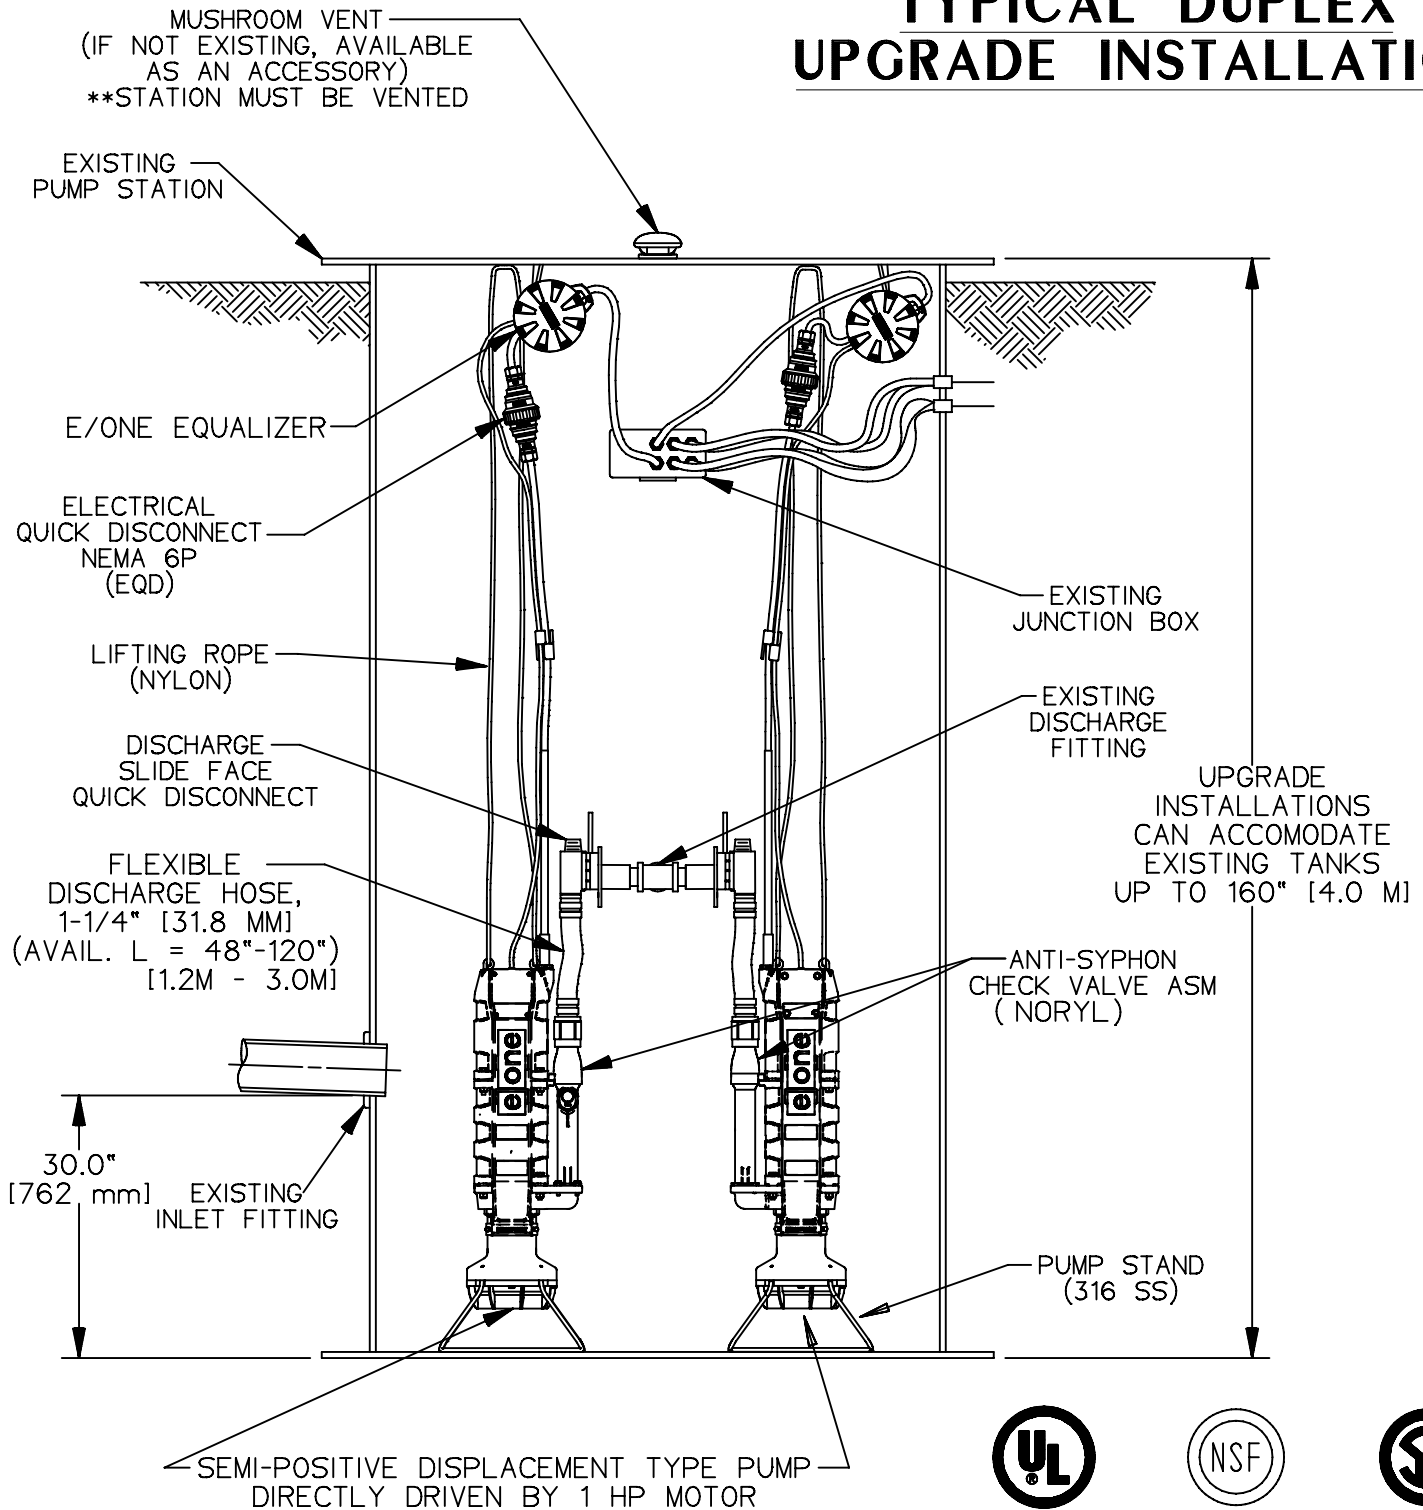 TYPICAL DUPLEX
UPGRADE INSTALLATIO
MUSHROOM VENT
(IF NOT EXISTING, AVAILABLE
AS AN ACCESSORY)
**STATION MUST BE VENTED
EXISTING
PUMP STATION
E/ONE EQUALIZER
ELECTRICAL
QUICK DISCONNECT
NEMA 6P
(EQD)
LIFTING ROPE
(NYLON)
DISCHARGE
SLIDE FACE
QUICK DISCONNECT
FLEXIBLE
DISCHARGE HOSE,
1-1/4" [31.8 MM]
(AVAIL. L = 48"-120")
[1.2M - 3.0M]
30.0"
[762 mm]
EXISTING
INLET FITTING
EXISTING
JUNCTION BOX
EXISTING
DISCHARGE
FITTING
UPGRADE
INSTALLATIONS
CAN ACCOMODATE
EXISTING TANKS
UP TO 160" [4.0 M]
ANTI-SYPHON
CHECK VALVE ASM
( NORYL)
e one
e one
PUMP STAND
(316 SS)
SEMI-POSITIVE DISPLACEMENT TYPE PUMP
DIRECTLY DRIVEN BY 1 HP MOTOR
UL
®
NSF